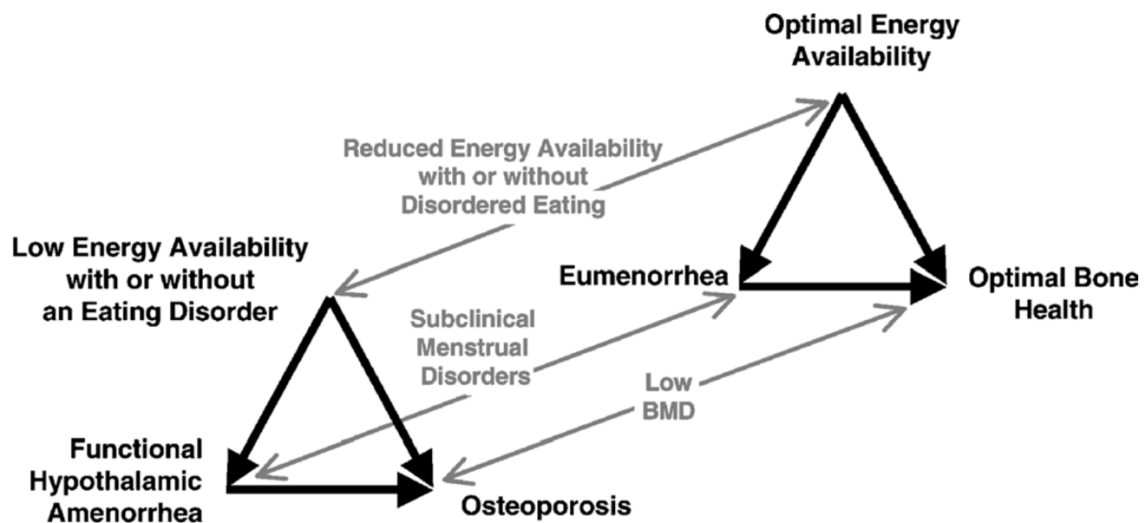 Optimal Energy
Availability
Reduced Energy Availability
with or without
Disordered Eating
Low Energy Availability
with or without
an Eating Disorder
Eumenorrhea
Optimal Bone
Health
Subclinical
Menstrual
Disorders
Low
BMD
Functional
Hypothalamic
Amenorrhea
Osteoporosis